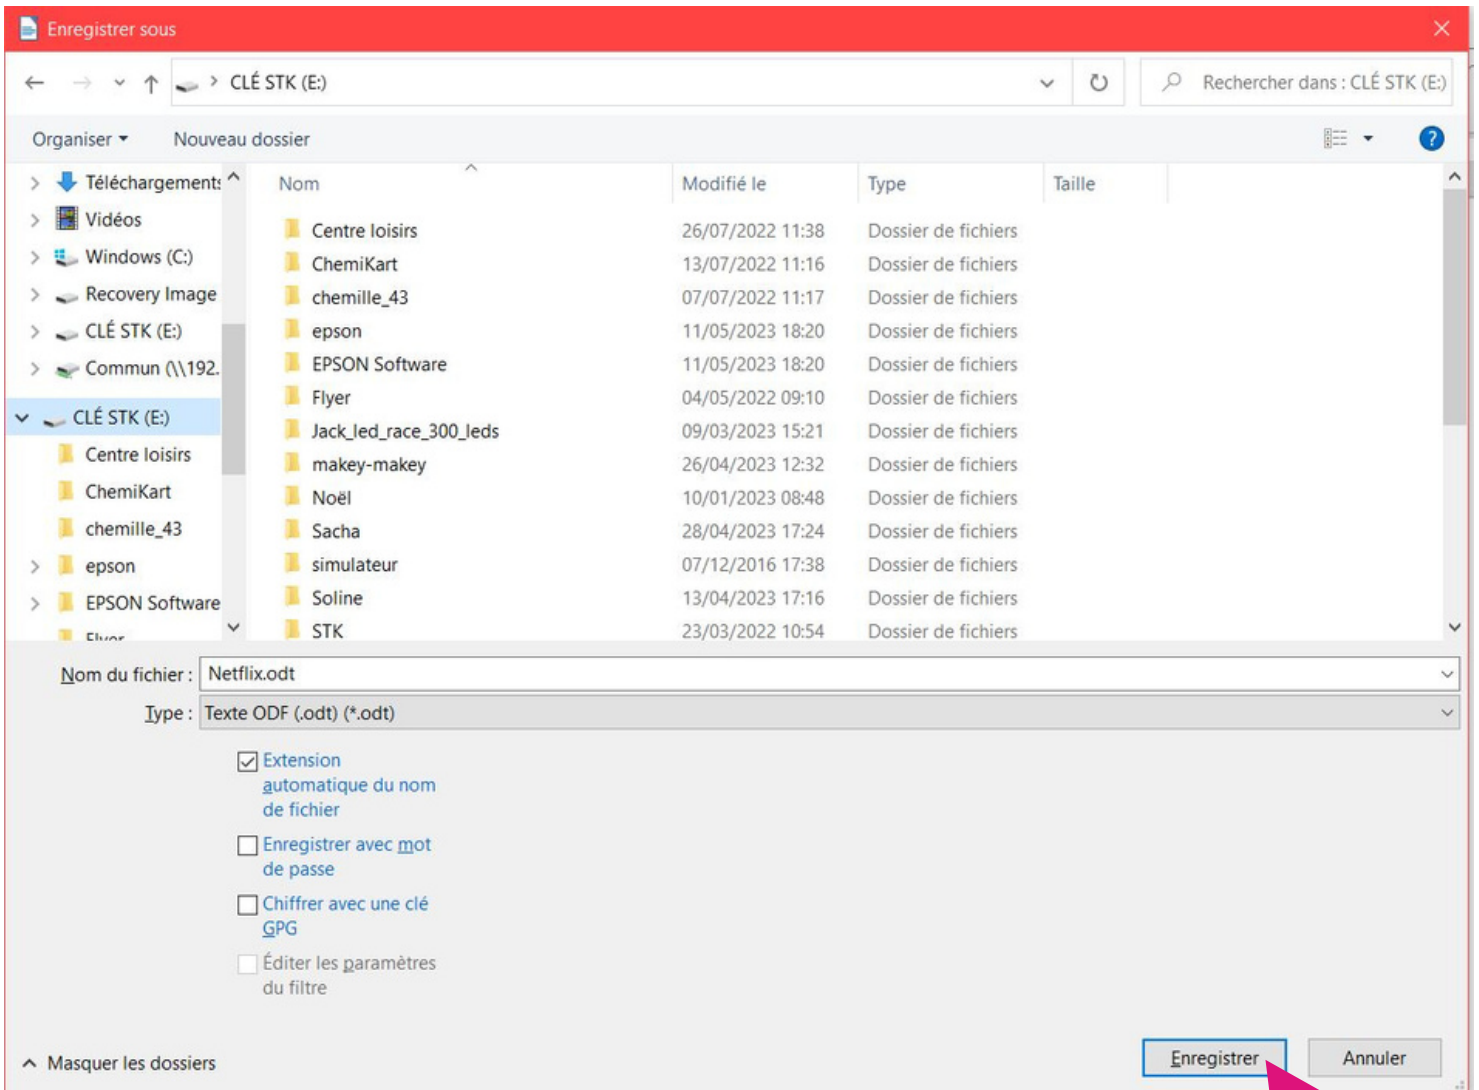 Enregistrer sous
CLÉ STK (E:)
Rechercher dans : CLÉ STK (E:)
Organiser
Nouveau dossier
?
Téléchargements
Vidéos
Windows (C:)
Recovery Image
CLÉ STK (E:)
Commun (\\192.
CLÉ STK (E:)
Centre loisirs
ChemiKart
chemille_43
epson
EPSON Software
Flyer
Nom Modifié le Type Taille
Centre loisirs 26/07/2022 11:38 Dossier de fichiers
ChemiKart 13/07/2022 11:16 Dossier de fichiers
chemille_43 07/07/2022 11:17 Dossier de fichiers
epson 11/05/2023 18:20 Dossier de fichiers
EPSON Software 11/05/2023 18:20 Dossier de fichiers
Flyer 04/05/2022 09:10 Dossier de fichiers
Jack_led_race_300_leds 09/03/2023 15:21 Dossier de fichiers
makey-makey 26/04/2023 12:32 Dossier de fichiers
Noël 10/01/2023 08:48 Dossier de fichiers
Sacha 28/04/2023 17:24 Dossier de fichiers
simulateur 07/12/2016 17:38 Dossier de fichiers
Soline 13/04/2023 17:16 Dossier de fichiers
STK 23/03/2022 10:54 Dossier de fichiers
Nom du fichier : Netflix.odt
Type : Texte ODF (.odt) (*.odt)
Extension
automatique du nom
de fichier
Enregistrer avec mot
de passe
Chiffrer avec une clé
GPG
Éditer les paramètres
du filtre
Masquer les dossiers
Enregistrer
Annuler